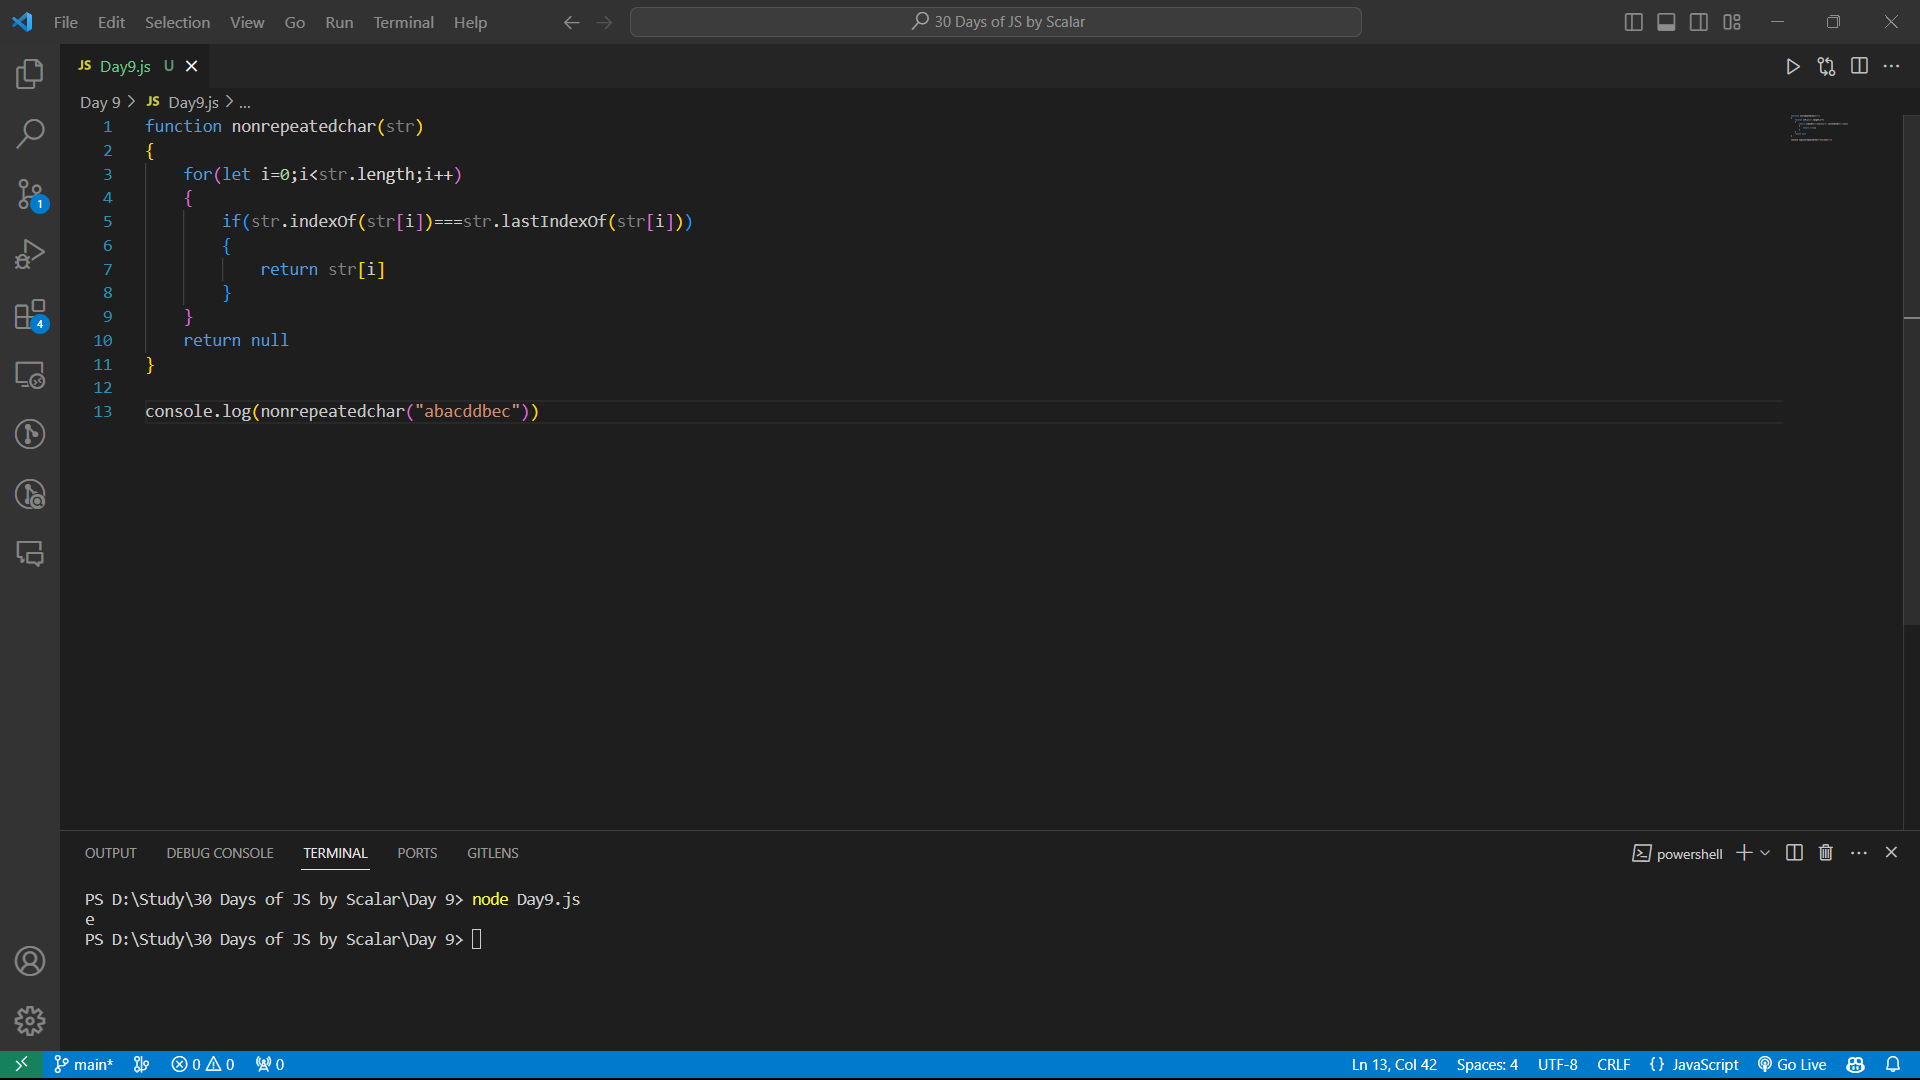 File Edit Selection View Go Run Terminal Help
30 Days of JS by Scalar
JS Day9.js U
Day 9 > JS Day9.js > ...
1 function nonrepeatedchar(str)
2 {
3 for(let i=0;i<str.length;i++)
4 {
5 if(str.indexOf(str[i])===str.lastIndexOf(str[i]))
6 {
7 return str[i]
8 }
9 }
10 return null
11 }
12
13 console.log(nonrepeatedchar("abacddbec"))
1
4
OUTPUT DEBUG CONSOLE TERMINAL PORTS GITLENS
powershell
PS D:\Study\30 Days of JS by Scalar\Day 9> node Day9.js
e
PS D:\Study\30 Days of JS by Scalar\Day 9>
main* 0 0 0 Ln 13, Col 42 Spaces: 4 UTF-8 CRLF {} JavaScript Go Live